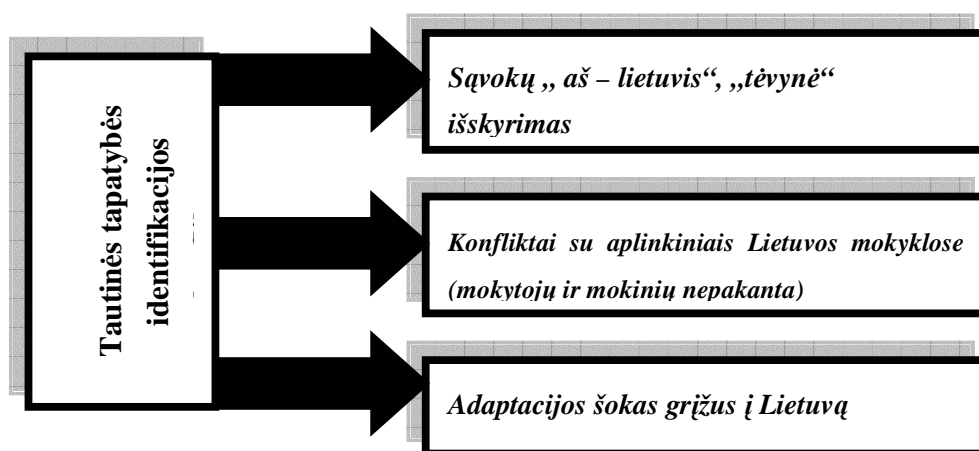 Tautinės tapatybės
identifikacijos
Sąvokų „ aš – lietuvis“, „tėvynė“
išskyrimas
Konfliktai su aplinkiniais Lietuvos mokyklose
(mokytojų ir mokinių nepakanta)
Adaptacijos šokas grįžus į Lietuvą